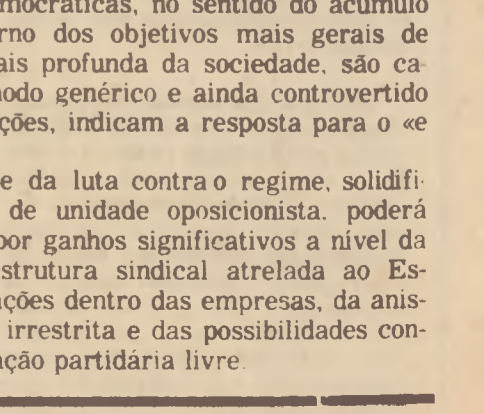 mocráticas, no sentido do acúmulo
rno dos objetivos mais gerais de
ais profunda da sociedade, são ca-
nodo genérico e ainda controvertido
ções, indicam a resposta para o «e
e da luta contra o regime, solidifi-
de unidade oposicionista. poderá
por ganhos significativos a nível da
strutura sindical atrelada ao Es-
ações dentro das empresas, da anis-
irrestrita e das possibilidades con-
ação partidária livre.